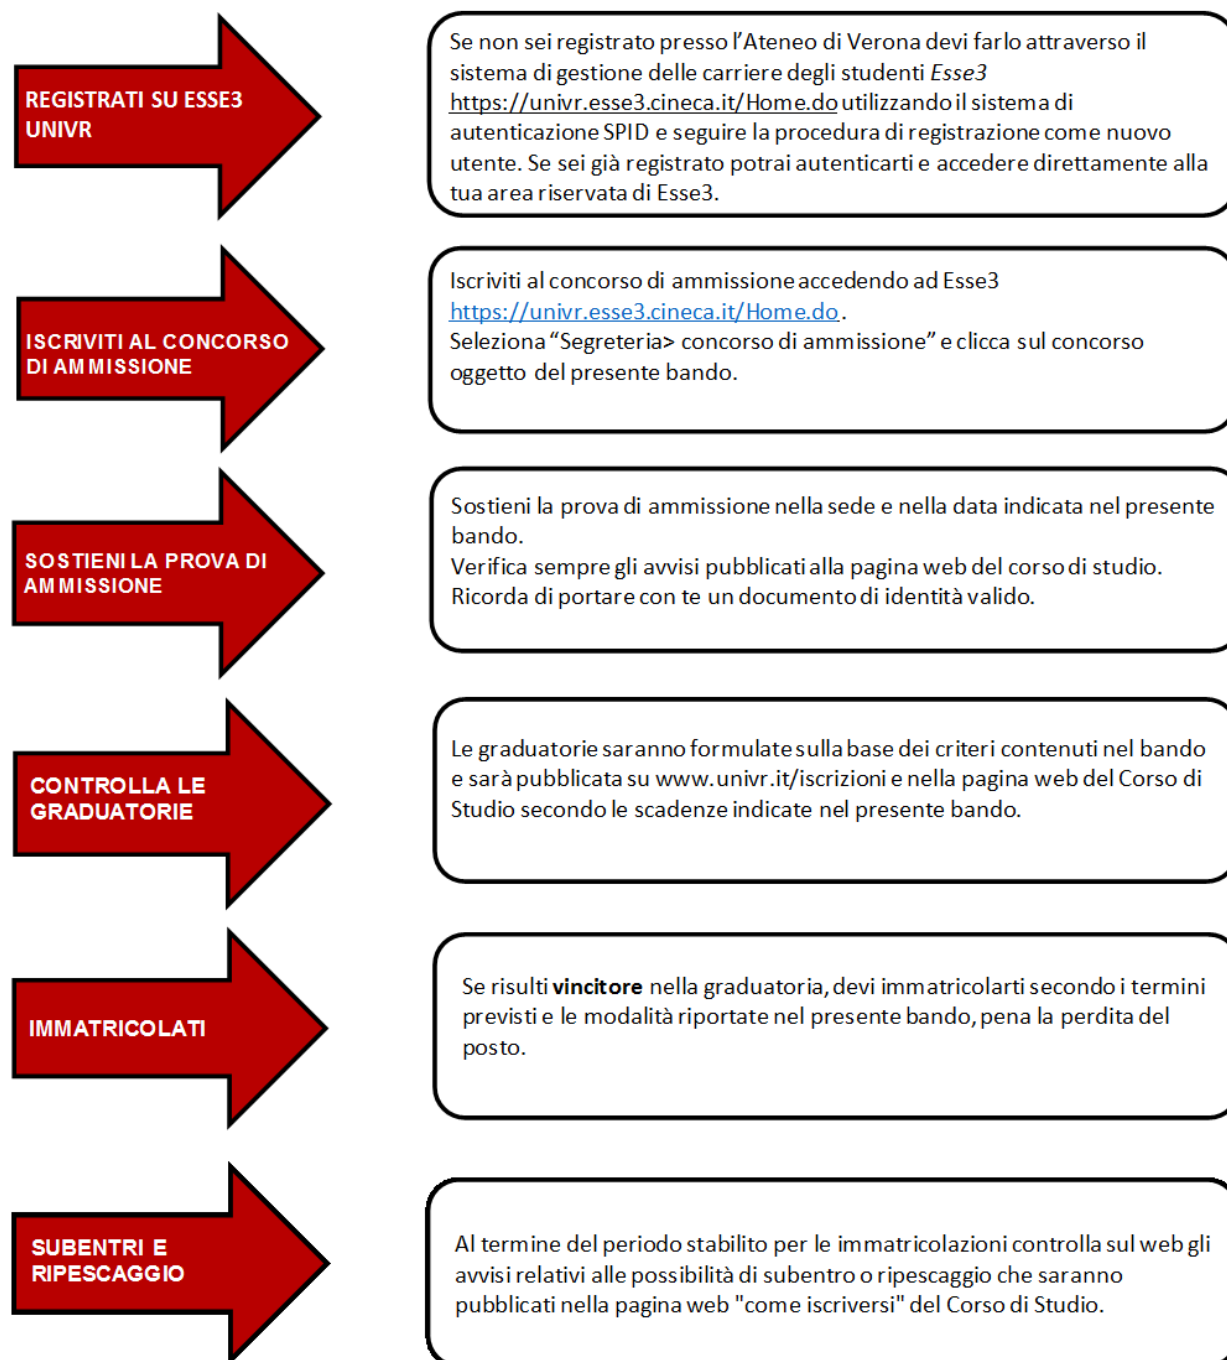 REGISTRATI SU ESSE3
UNIVR
Se non sei registrato presso l'Ateneo di Verona devi farlo attraverso il
sistema di gestione delle carriere degli studenti Esse3
https://univr.esse3.cineca.it/Home.do utilizzando il sistema di
autenticazione SPID e seguire la procedura di registrazione come nuovo
utente. Se sei già registrato potrai autenticarti e accedere direttamente alla
tua area riservata di Esse3.
ISCRIVITI AL CONCORSO
DI AMMISSIONE
Iscriviti al concorso di ammissione accedendo ad Esse3
https://univr.esse3.cineca.it/Home.do.
Seleziona “Segreteria> concorso di ammissione” e clicca sul concorso
oggetto del presente bando.
SOSTIENI LA PROVA DI
AMMISSIONE
Sostieni la prova di ammissione nella sede e nella data indicata nel presente
bando.
Verifica sempre gli avvisi pubblicati alla pagina web del corso di studio.
Ricorda di portare con te un documento di identità valido.
CONTROLLA LE
GRADUATORIE
Le graduatorie saranno formulate sulla base dei criteri contenuti nel bando
e sarà pubblicata su www.univr.it/iscrizioni e nella pagina web del Corso di
Studio secondo le scadenze indicate nel presente bando.
IMMATRICOLATI
Se risulti vincitore nella graduatoria, devi immatricolarti secondo i termini
previsti e le modalità riportate nel presente bando, pena la perdita del
posto.
SUBENTRI E
RIPESCAGGIO
Al termine del periodo stabilito per le immatricolazioni controlla sul web gli
avvisi relativi alle possibilità di subentro o ripescaggio che saranno
pubblicati nella pagina web "come iscriversi" del Corso di Studio.